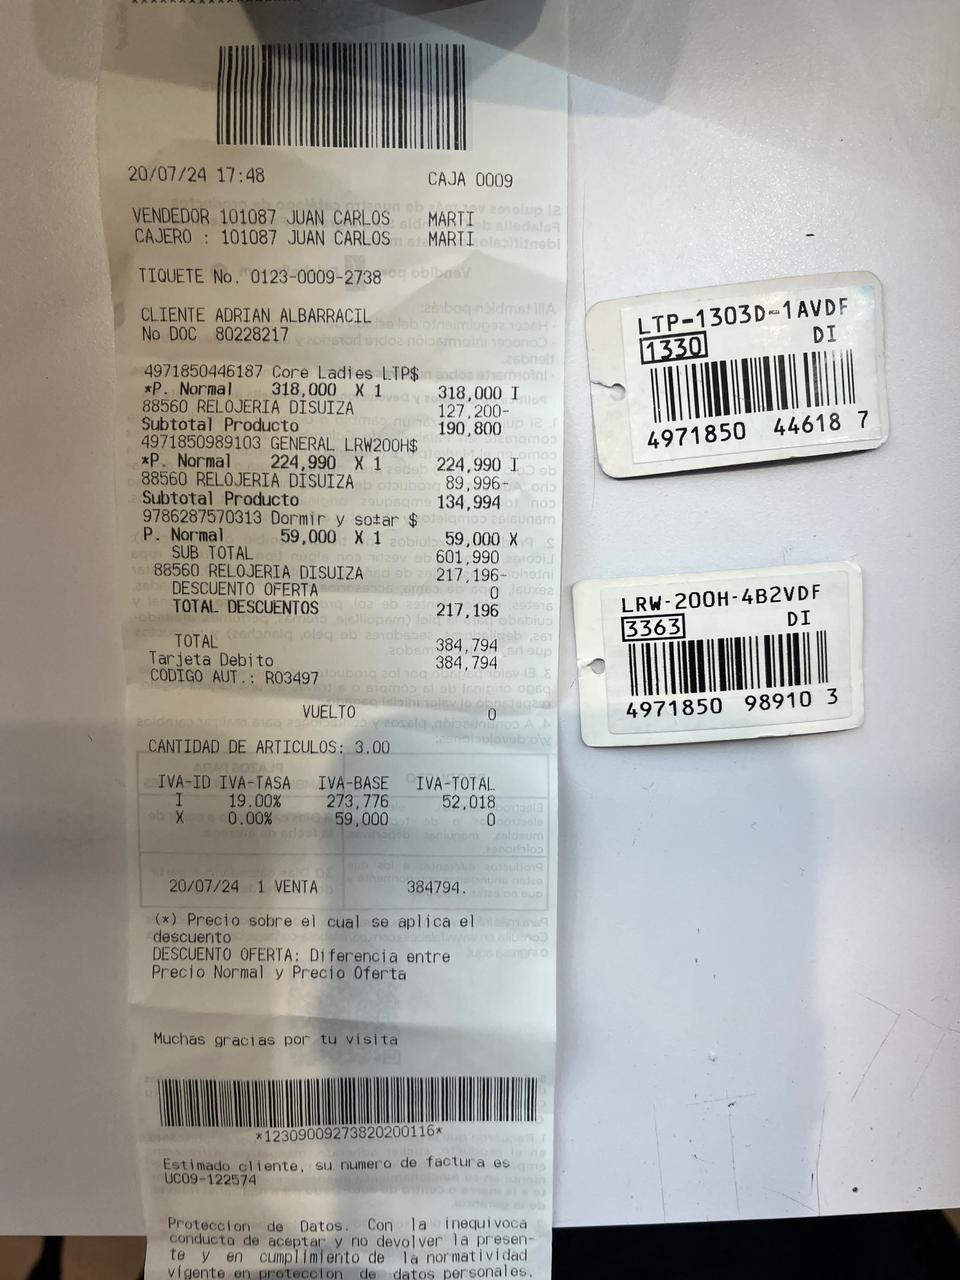 20/07/24 17:48 CAJA 0009
VENDEDOR 101087 JUAN CARLOS MARTI
CAJERO : 101087 JUAN CARLOS MARTI
TIQUETE No. 0123-0009-2738
CLIENTE ADRIAN ALBARRACIL
No DOC 80228217
4971850446187 Core Ladies LTP$
*P. Normal 318,000 X 1 318,000 I
88560 RELOJERIA DISUIZA 127,200-
Subtotal Producto 190,800
4971850989103 GENERAL LRW200H$
*P. Normal 224,990 X 1 224,990 I
88560 RELOJERIA DISUIZA 89,996-
Subtotal Producto 134,994
9786287570313 Dormir y so±ar $
P. Normal 59,000 X 1 59,000 X
SUB TOTAL 601,990
88560 RELOJERIA DISUIZA 217,196-
DESCUENTO OFERTA 0
TOTAL DESCUENTOS 217,196
TOTAL 384,794
Tarjeta Debito 384,794
CODIGO AUT.: R03497
VUELTO 0
CANTIDAD DE ARTICULOS: 3.00
IVA-ID IVA-TASA IVA-BASE IVA-TOTAL
I 19.00% 273,776 52,018
X 0.00% 59,000 0
20/07/24 1 VENTA 384794.
(*) Precio sobre el cual se aplica el
descuento
DESCUENTO OFERTA: Diferencia entre
Precio Normal y Precio Oferta
Muchas gracias por tu visita
*12309009273820200116*
Estimado cliente, su numero de factura es
UC09-122574
Proteccion de Datos. Con la inequivoca
conducta de aceptar y no devolver la presen-
te y en cumplimiento de la normatividad
vigente en proteccion de datos personales,
LTP-1303D-1AVDF
1330 DI
4971850 44618 7
LRW-200H-4B2VDF
3363 DI
4971850 98910 3